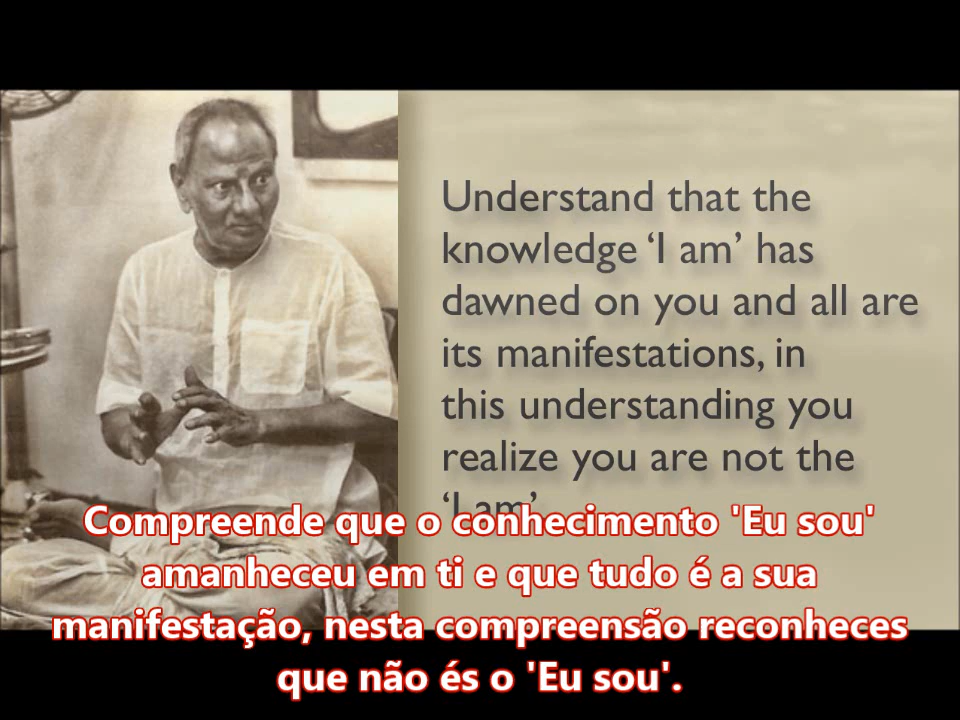 Understand that the
knowledge ‘I am’ has
dawned on you and all are
its manifestations, in
this understanding you
realize you are not the
‘I am’
Compreende que o conhecimento 'Eu sou'
amanheceu em ti e que tudo é a sua
manifestação, nesta compreensão reconheces
que não és o 'Eu sou'.